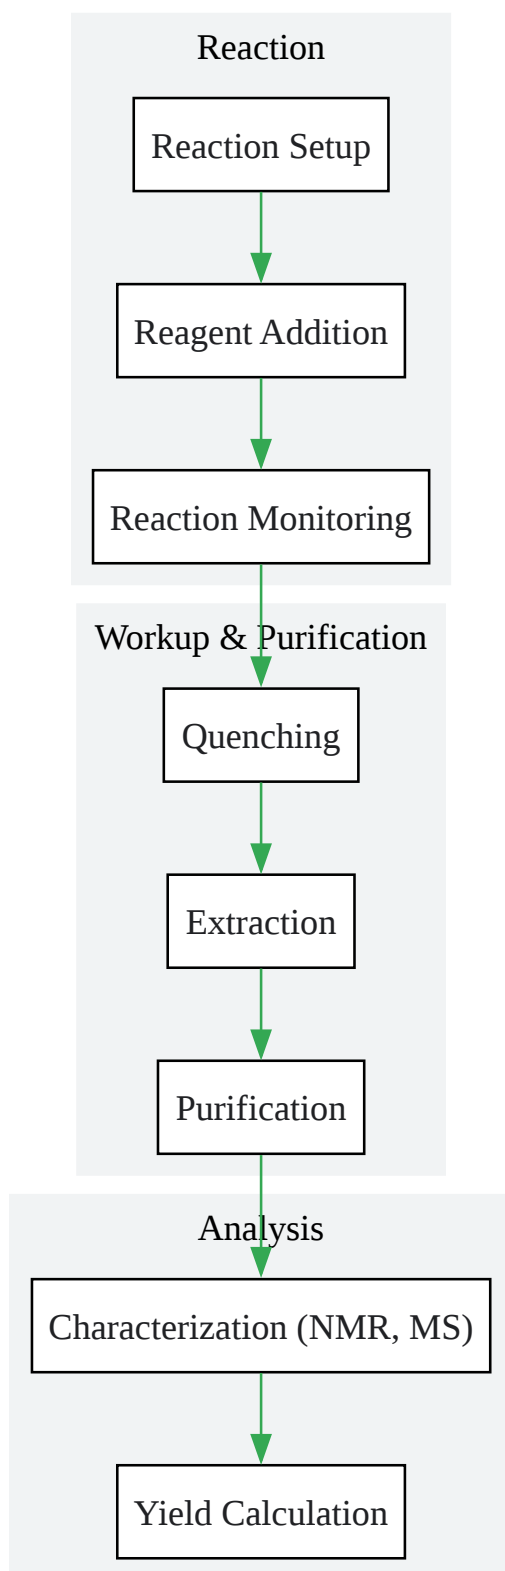 Reaction
Reaction Setup
Reagent Addition
Reaction Monitoring
Workup & Purification
Quenching
Extraction
Purification
Analysis
Characterization (NMR, MS)
Yield Calculation